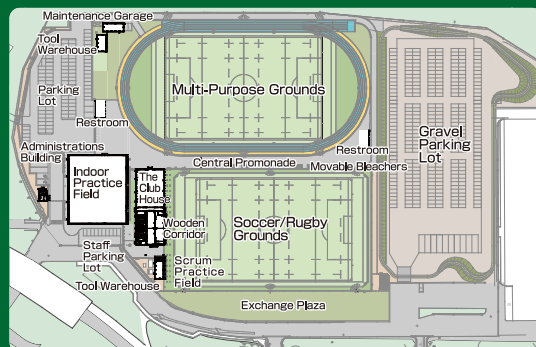 Maintenance Garage
Tool
Warehouse
Parking
Lot
Multi-Purpose Grounds
Restroom
Gravel
Parking
Lot
Administrations
Building
Restroom
Central Promonade
Movable Bleachers
Indoor
Practice
Field
The
Club
House
Wooden
Corridor
Soccer/Rugby
Grounds
Staff
Parking
Lot
Scrum
Practice
Field
Tool Warehouse
Exchange Plaza